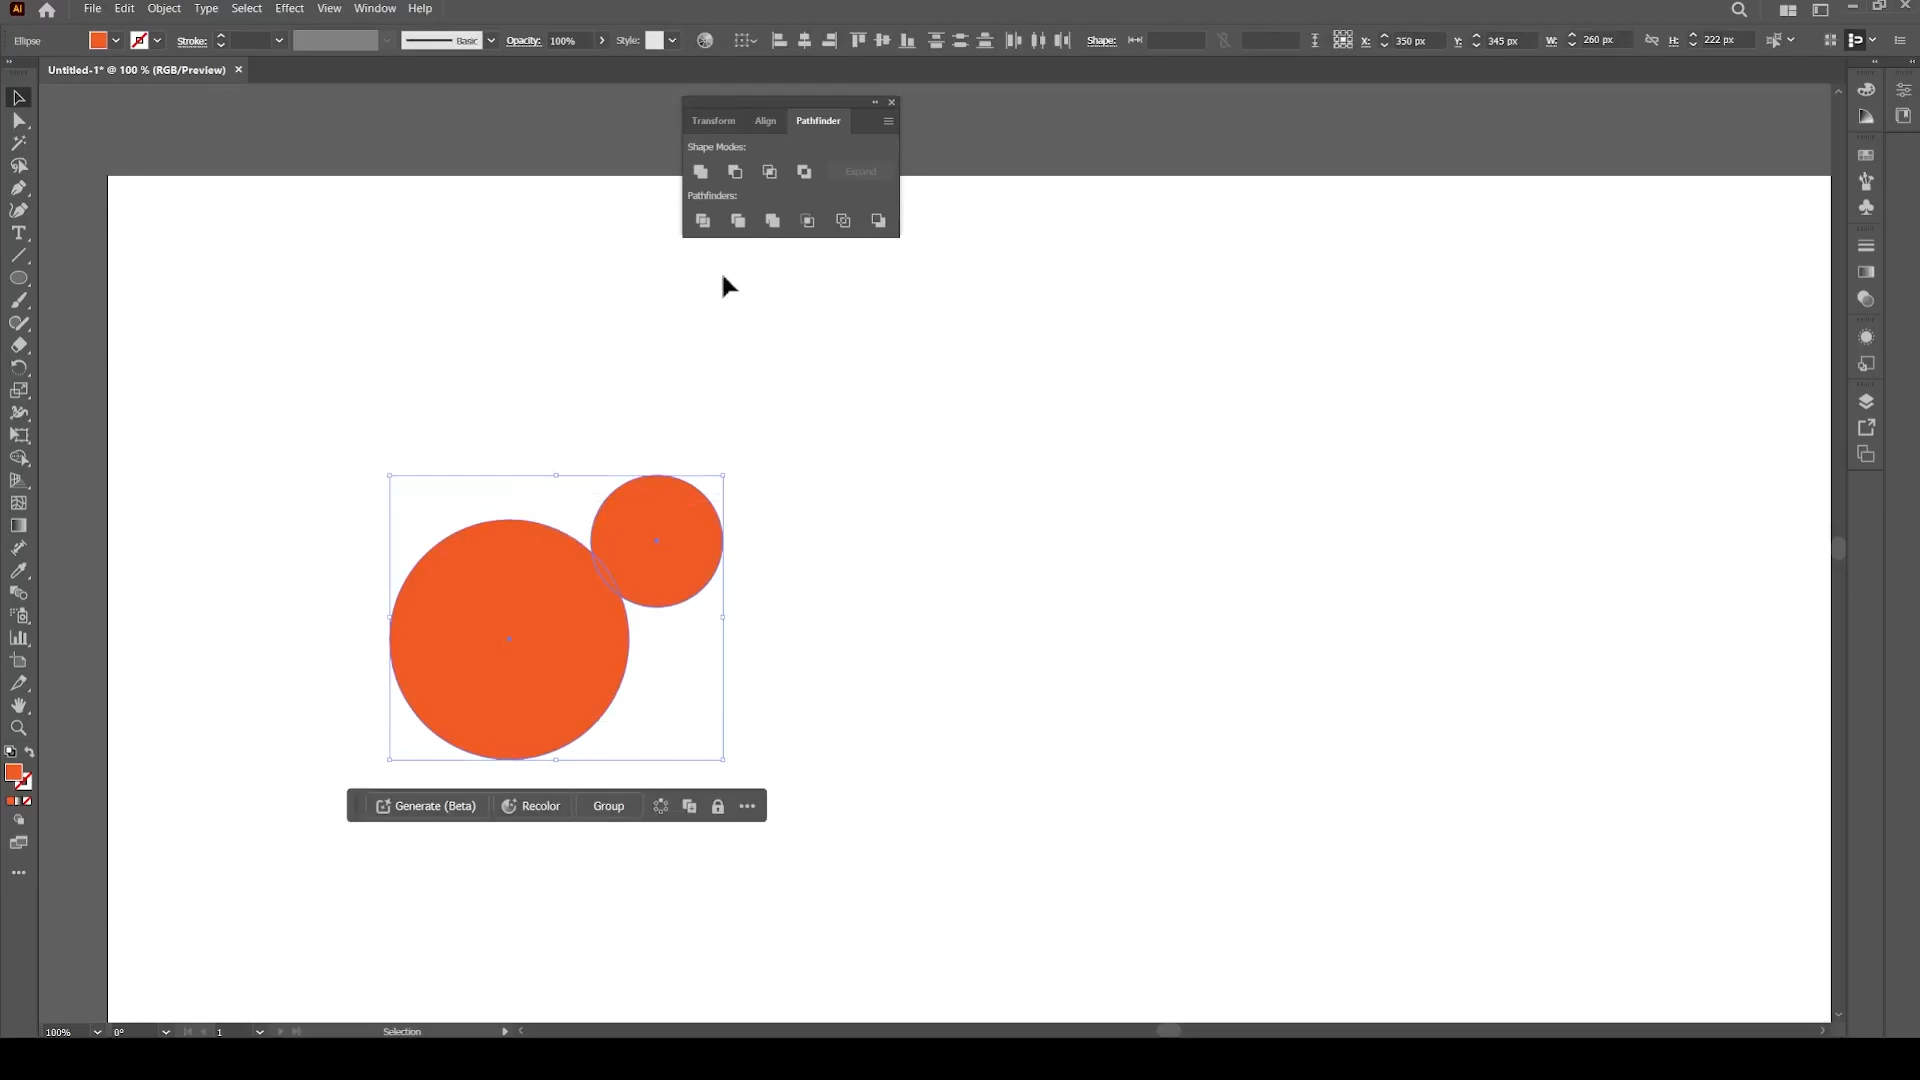 Ai File Edit Object Type Select Effect View Window Help
Ellipse Stroke: Basic Opacity: 100% Style: Shape: X: 350 px Y: 345 px W: 260 px H: 222 px
Untitled-1* @ 100 % (RGB/Preview) ×
Transform Align Pathfinder
Shape Modes:
Expand
Pathfinders:
Generate (Beta) Recolor Group
100% 0° 1 Selection